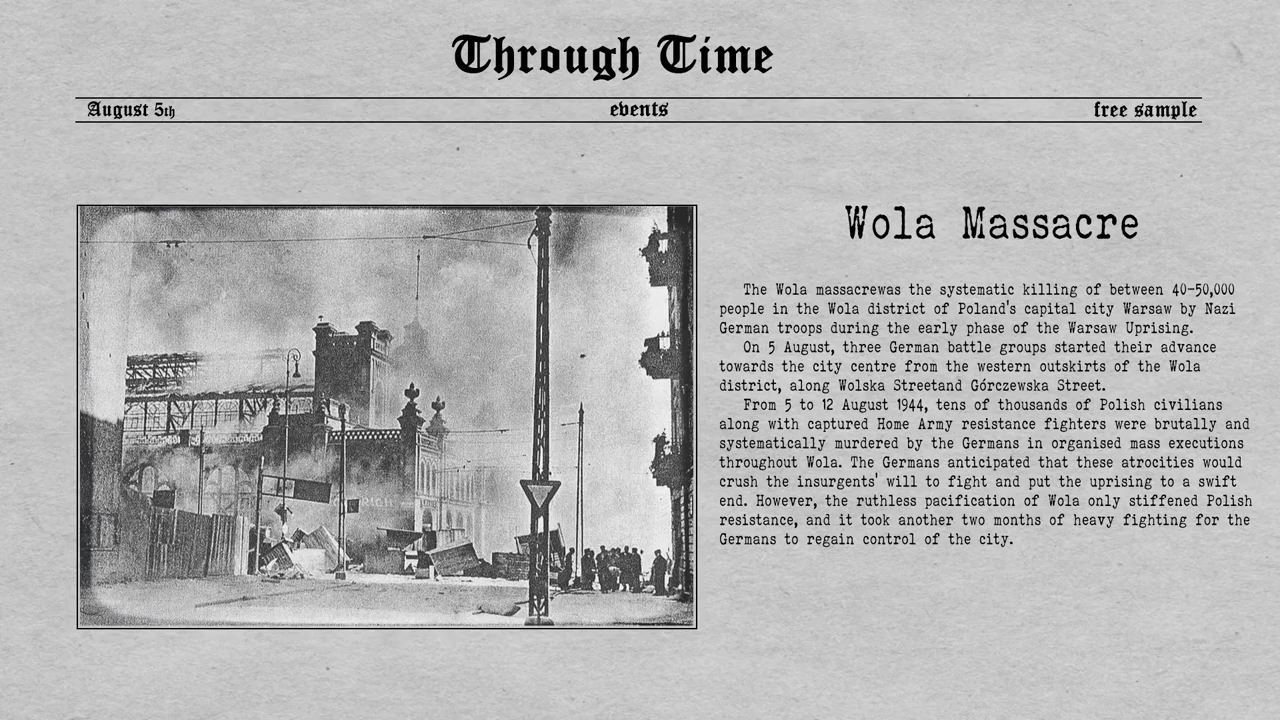 Through Time
August 5th events free sample
Wola Massacre
The Wola massacrewas the systematic killing of between 40-50,000
people in the Wola district of Poland's capital city Warsaw by Nazi
German troops during the early phase of the Warsaw Uprising.
On 5 August, three German battle groups started their advance
towards the city centre from the western outskirts of the Wola
district, along Wolska Streetand Górczewska Street.
From 5 to 12 August 1944, tens of thousands of Polish civilians
along with captured Home Army resistance fighters were brutally and
systematically murdered by the Germans in organised mass executions
throughout Wola. The Germans anticipated that these atrocities would
crush the insurgents' will to fight and put the uprising to a swift
end. However, the ruthless pacification of Wola only stiffened Polish
resistance, and it took another two months of heavy fighting for the
Germans to regain control of the city.